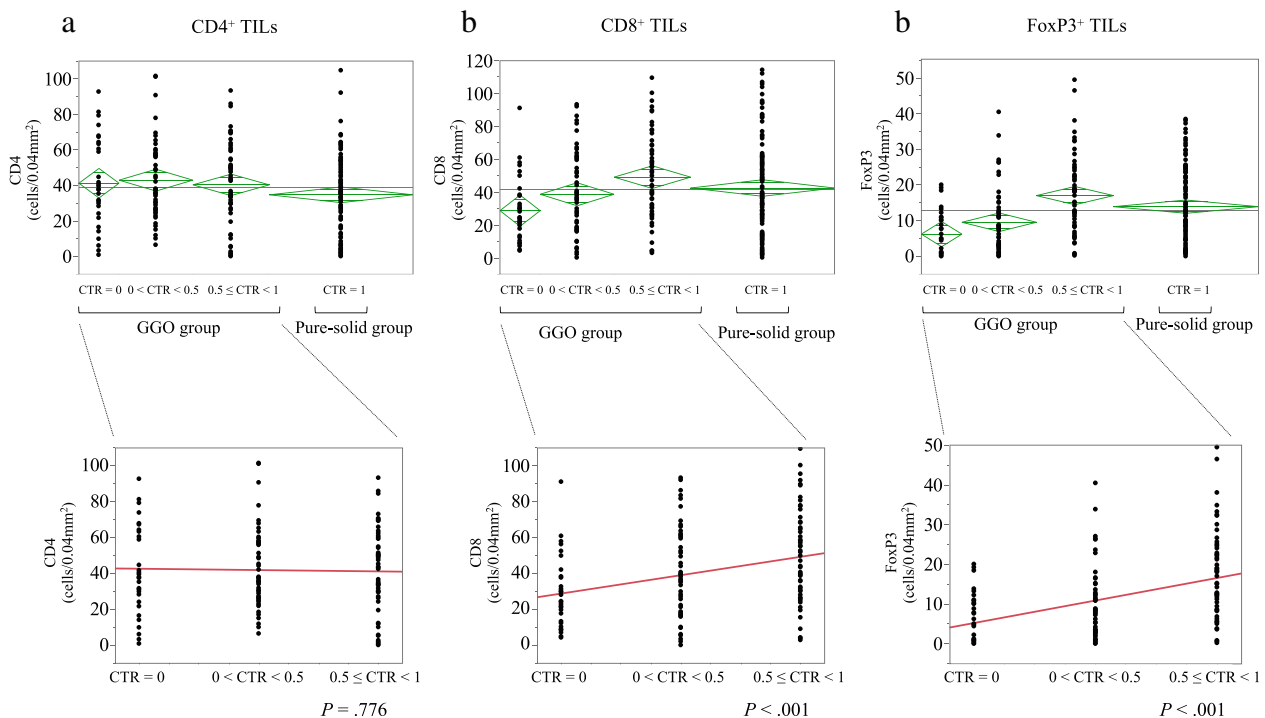 a
CD4+ TILs
CD4
(cells/0.04mm²)
100
80
60
40
20
0
CTR = 0
0 < CTR < 0.5
0.5 ≤ CTR < 1
CTR = 1
GGO group
Pure-solid group
b
CD8+ TILs
CD8
(cells/0.04mm²)
120
100
80
60
40
20
0
CTR = 0
0 < CTR < 0.5
0.5 ≤ CTR < 1
CTR = 1
GGO group
Pure-solid group
b
FoxP3+ TILs
FoxP3
(cells/0.04mm²)
50
40
30
20
10
0
CTR = 0
0 < CTR < 0.5
0.5 ≤ CTR < 1
CTR = 1
GGO group
Pure-solid group
CD4
(cells/0.04mm²)
100
80
60
40
20
0
CTR = 0
0 < CTR < 0.5
0.5 ≤ CTR < 1
P = .776
CD8
(cells/0.04mm²)
100
80
60
40
20
0
CTR = 0
0 < CTR < 0.5
0.5 ≤ CTR < 1
P < .001
FoxP3
(cells/0.04mm²)
50
40
30
20
10
0
CTR = 0
0 < CTR < 0.5
0.5 ≤ CTR < 1
P < .001